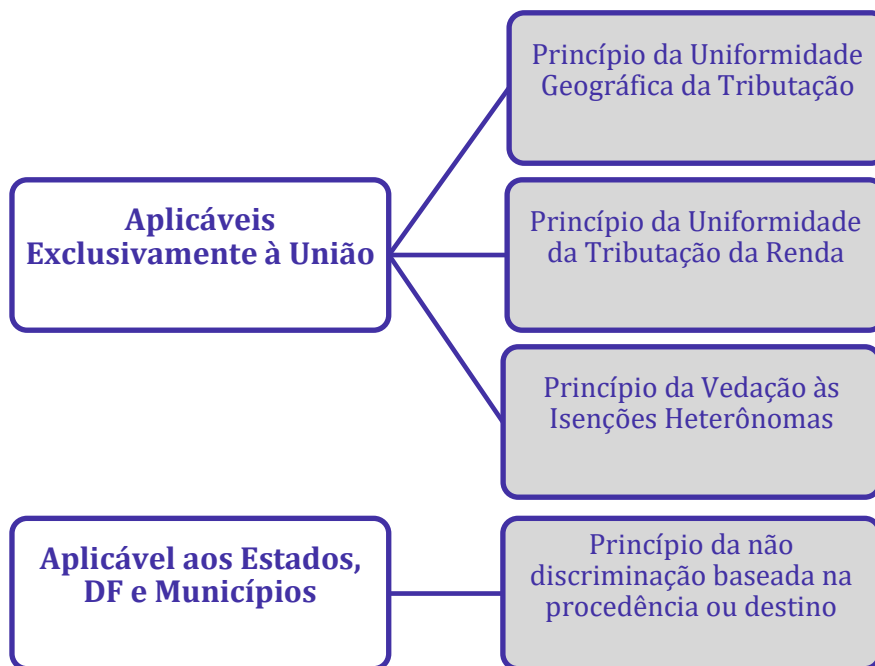 Princípio da Uniformidade
Geográfica da Tributação
Aplicáveis
Exclusivamente à União
Princípio da Uniformidade
da Tributação da Renda
Princípio da Vedação às
Isenções Heterônomas
Aplicável aos Estados,
DF e Municípios
Princípio da não
discriminação baseada na
procedência ou destino